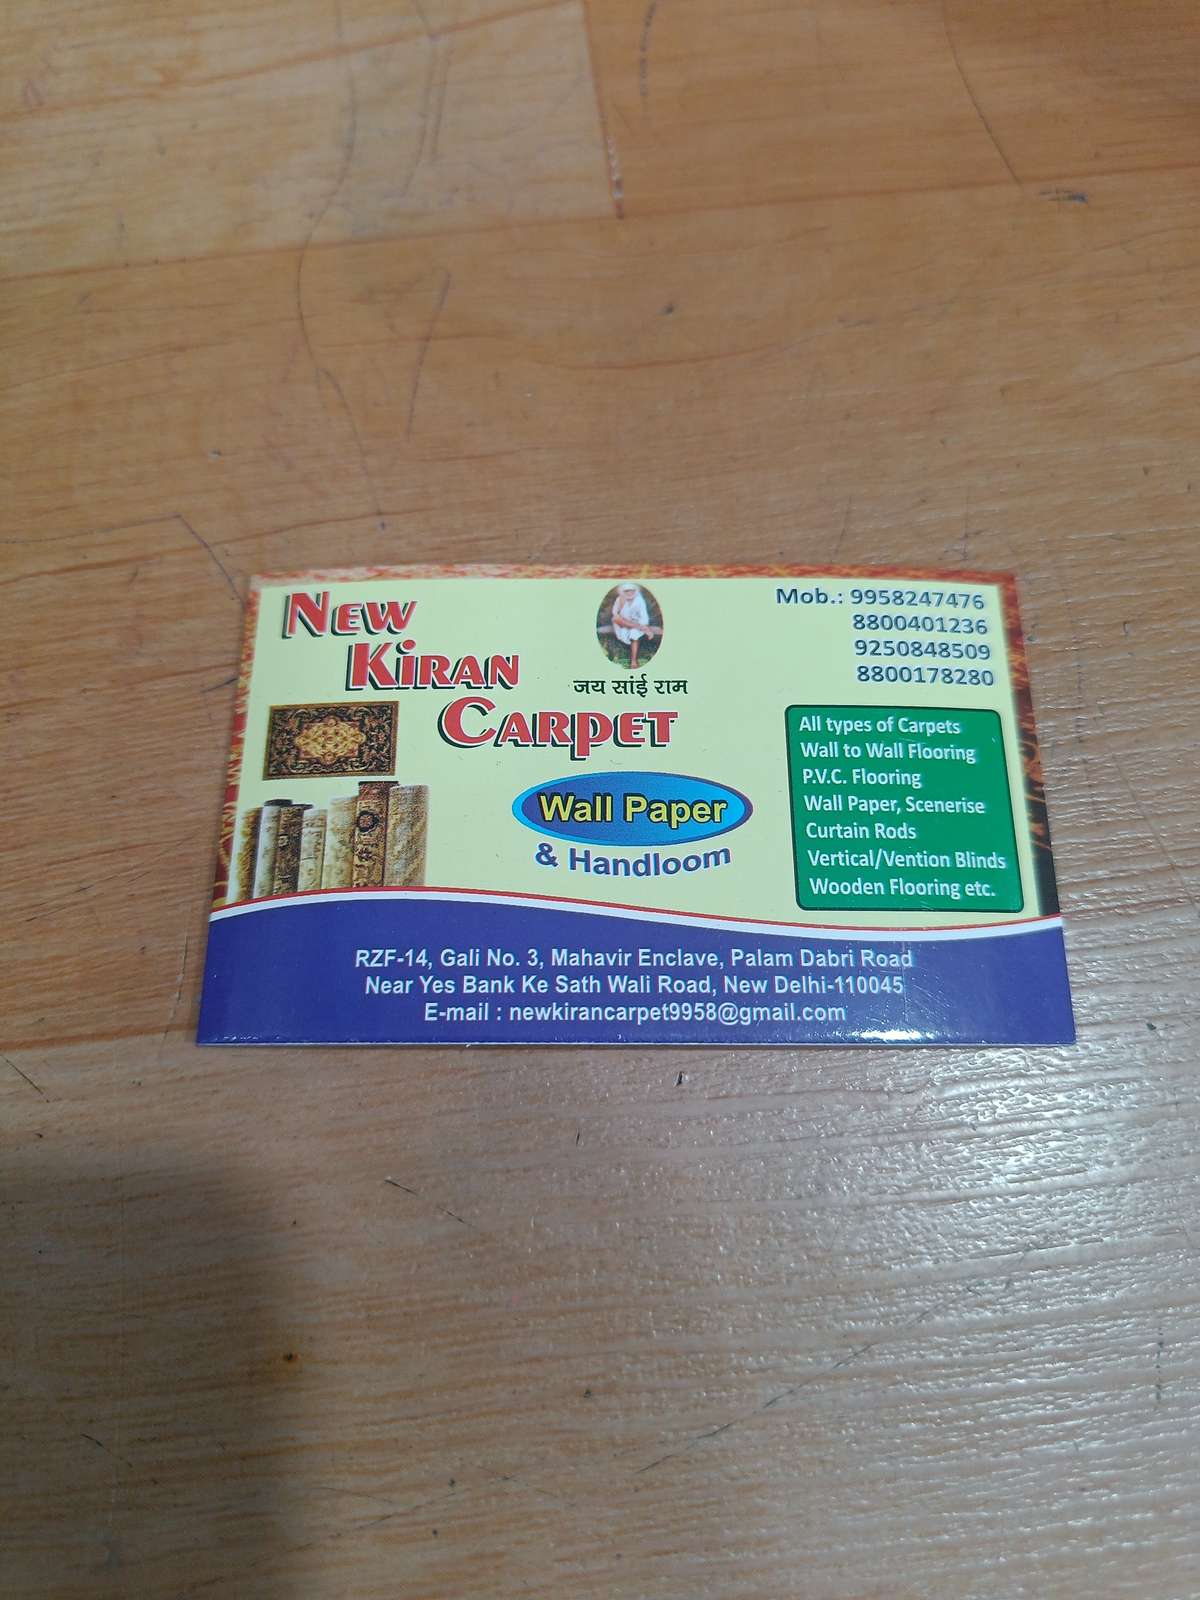 New
Kiran
Carpet
जय सांई राम
Mob.: 9958247476
8800401236
9250848509
8800178280
Wall Paper
& Handloom
All types of Carpets
Wall to Wall Flooring
P.V.C. Flooring
Wall Paper, Scenerise
Curtain Rods
Vertical/Vention Blinds
Wooden Flooring etc.
RZF-14, Gali No. 3, Mahavir Enclave, Palam Dabri Road
Near Yes Bank Ke Sath Wali Road, New Delhi-110045
E-mail : newkirancarpet9958@gmail.com